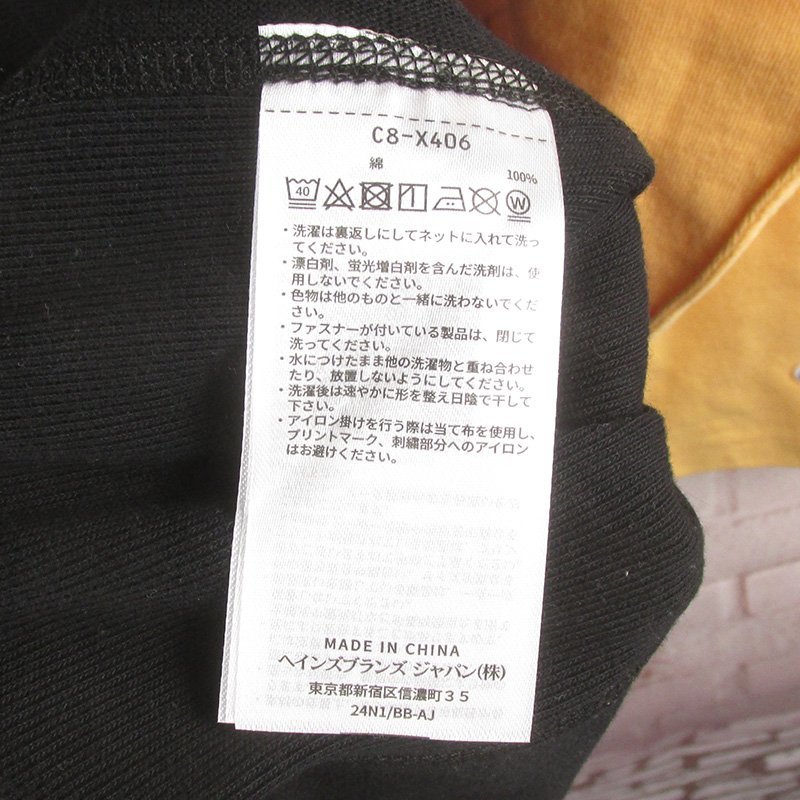 C8-X406
綿
100%
40
W
・洗濯は裏返しにしてネットに入れて洗っ
てください。
・漂白剤、蛍光増白剤を含んだ洗剤は、使
用しないでください。
・色物は他のものと一緒に洗わないでくだ
さい。
・ファスナーが付いている製品は、閉じて
洗ってください。
・水につけたまま他の洗濯物と重ね合わせ
たり、放置しないようにしてください。
・洗濯後は速やかに形を整え日陰で干して
下さい。
・アイロン掛けを行う際は当て布を使用し、
プリントマーク、刺繍部分へのアイロン
はお避けください。
MADE IN CHINA
ヘインズブランズ ジャパン(株)
東京都新宿区信濃町３５
24N1/BB-AJ